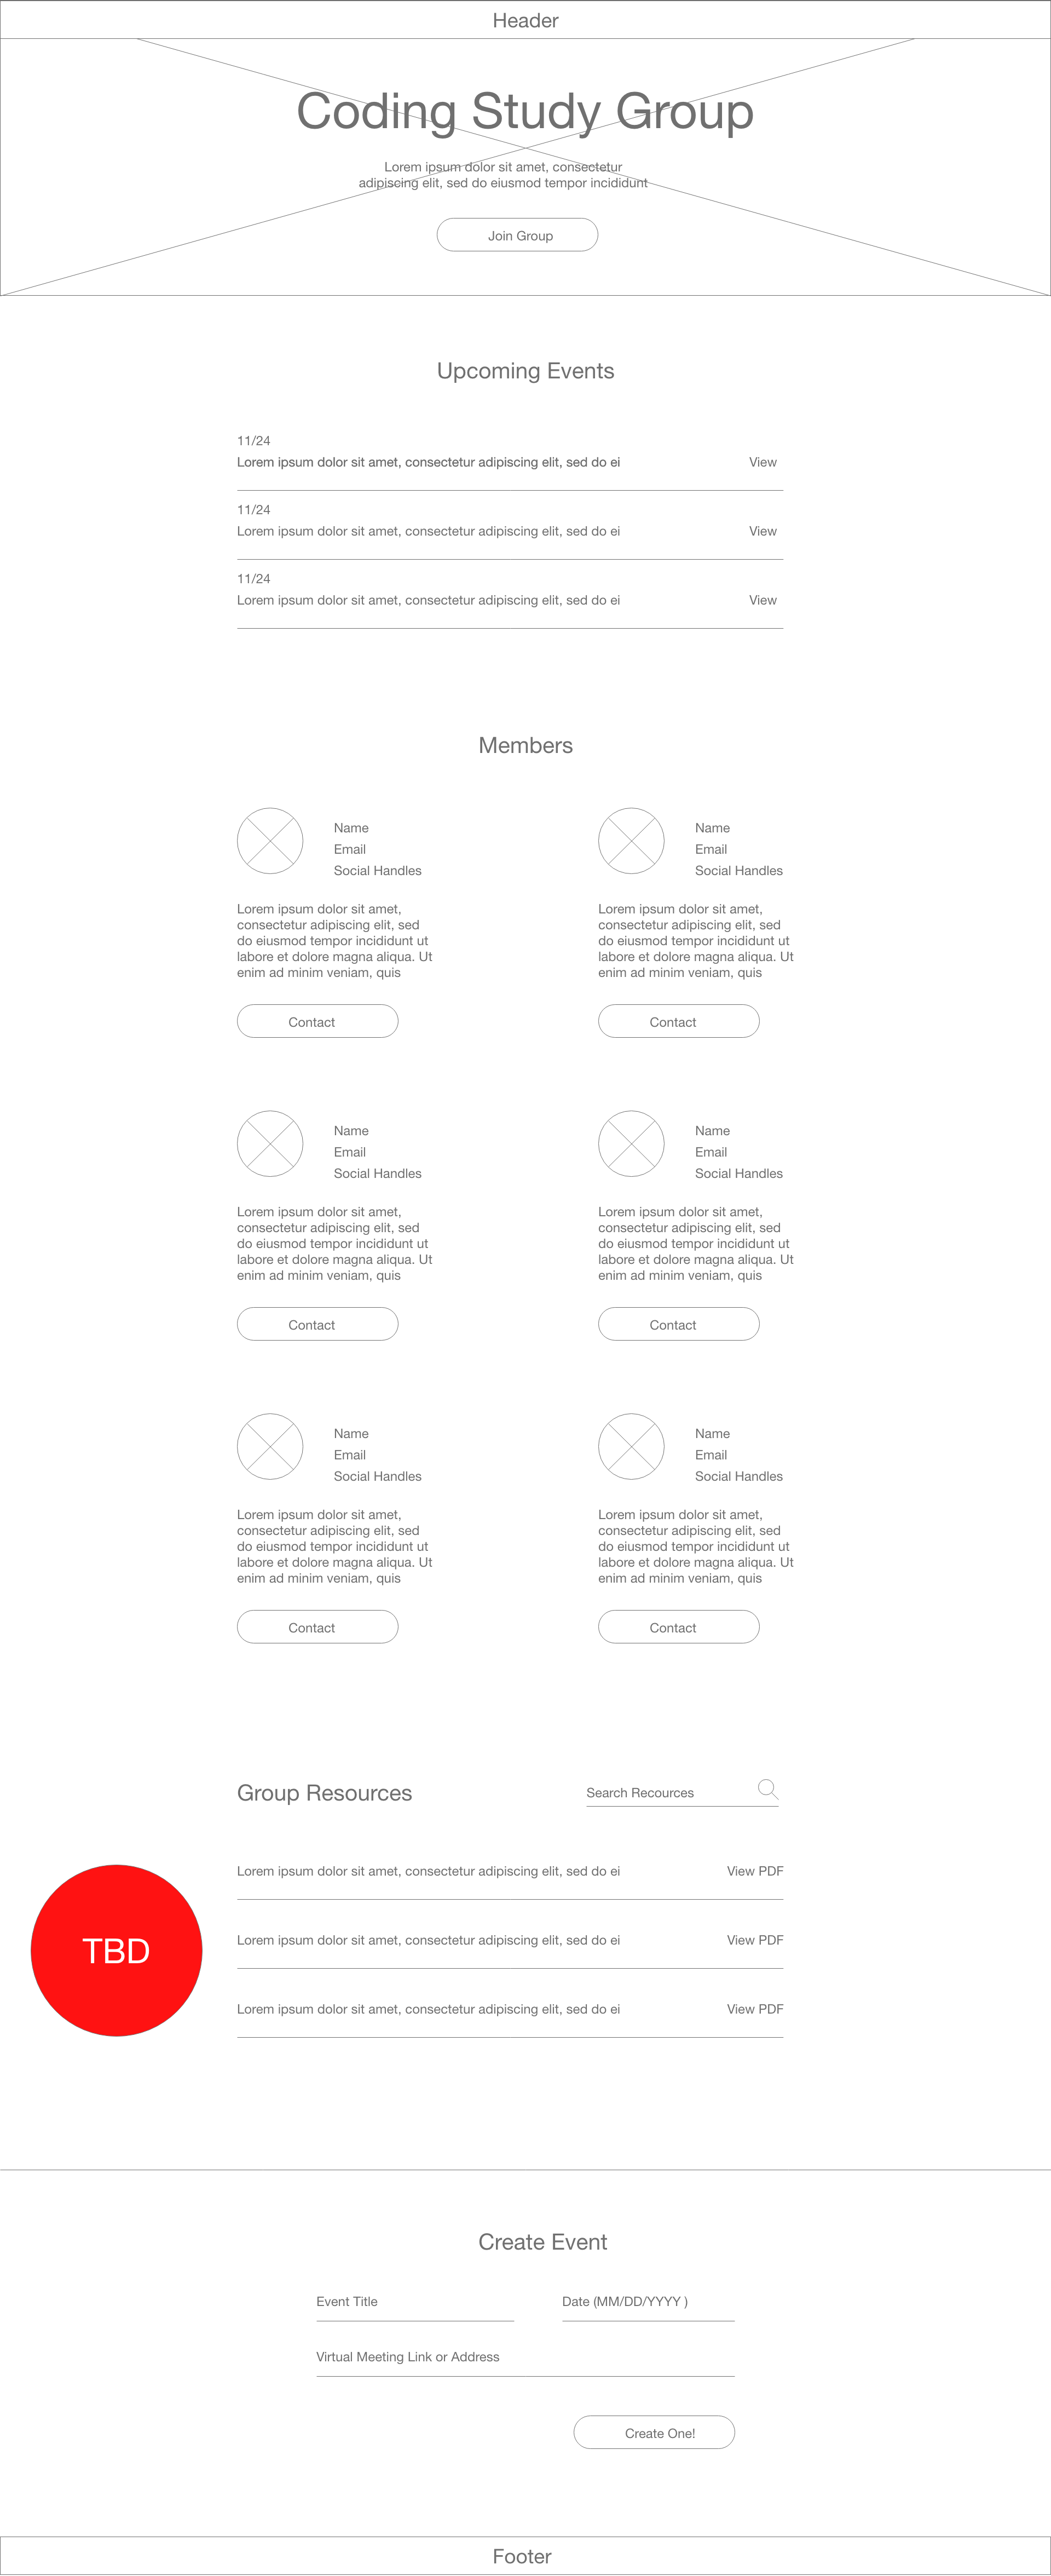 Header
Coding Study Group
Lorem ipsum dolor sit amet, consectetur
adipiscing elit, sed do eiusmod tempor incididunt
Join Group
Upcoming Events
11/24
Lorem ipsum dolor sit amet, consectetur adipiscing elit, sed do ei View
11/24
Lorem ipsum dolor sit amet, consectetur adipiscing elit, sed do ei View
11/24
Lorem ipsum dolor sit amet, consectetur adipiscing elit, sed do ei View
Members
Name
Email
Social Handles
Lorem ipsum dolor sit amet,
consectetur adipiscing elit, sed
do eiusmod tempor incididunt ut
labore et dolore magna aliqua. Ut
enim ad minim veniam, quis
Contact
Name
Email
Social Handles
Lorem ipsum dolor sit amet,
consectetur adipiscing elit, sed
do eiusmod tempor incididunt ut
labore et dolore magna aliqua. Ut
enim ad minim veniam, quis
Contact
Name
Email
Social Handles
Lorem ipsum dolor sit amet,
consectetur adipiscing elit, sed
do eiusmod tempor incididunt ut
labore et dolore magna aliqua. Ut
enim ad minim veniam, quis
Contact
Name
Email
Social Handles
Lorem ipsum dolor sit amet,
consectetur adipiscing elit, sed
do eiusmod tempor incididunt ut
labore et dolore magna aliqua. Ut
enim ad minim veniam, quis
Contact
Name
Email
Social Handles
Lorem ipsum dolor sit amet,
consectetur adipiscing elit, sed
do eiusmod tempor incididunt ut
labore et dolore magna aliqua. Ut
enim ad minim veniam, quis
Contact
Name
Email
Social Handles
Lorem ipsum dolor sit amet,
consectetur adipiscing elit, sed
do eiusmod tempor incididunt ut
labore et dolore magna aliqua. Ut
enim ad minim veniam, quis
Contact
Group Resources
Search Recources
TBD
Lorem ipsum dolor sit amet, consectetur adipiscing elit, sed do ei View PDF
Lorem ipsum dolor sit amet, consectetur adipiscing elit, sed do ei View PDF
Lorem ipsum dolor sit amet, consectetur adipiscing elit, sed do ei View PDF
Create Event
Event Title
Date (MM/DD/YYYY )
Virtual Meeting Link or Address
Create One!
Footer